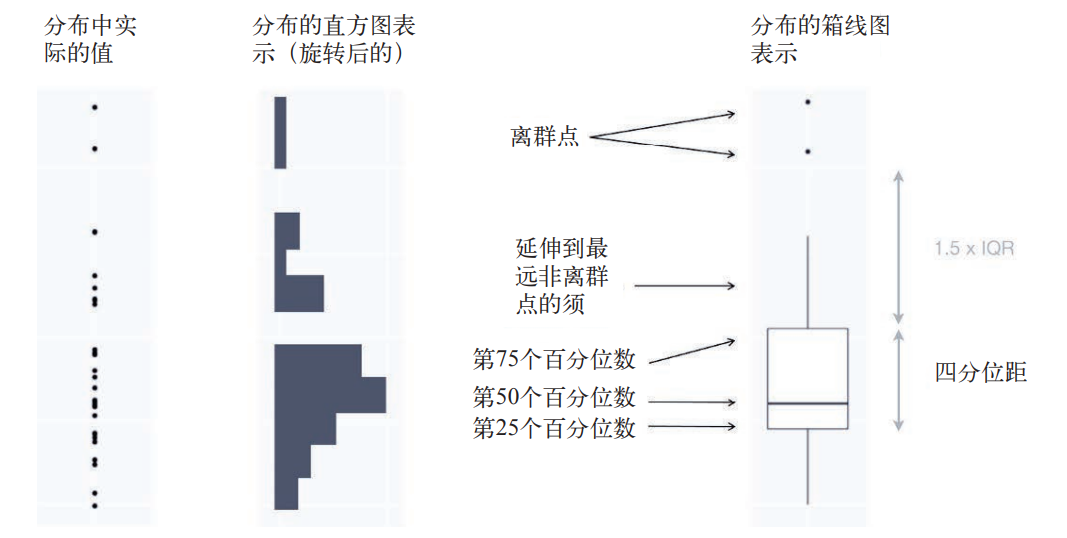 分布中实
际的值
分布的直方图表
示（旋转后的）
分布的箱线图
表示
离群点
延伸到最
远非离群
点的须
1.5 x IQR
第75个百分位数
第50个百分位数
第25个百分位数
四分位距